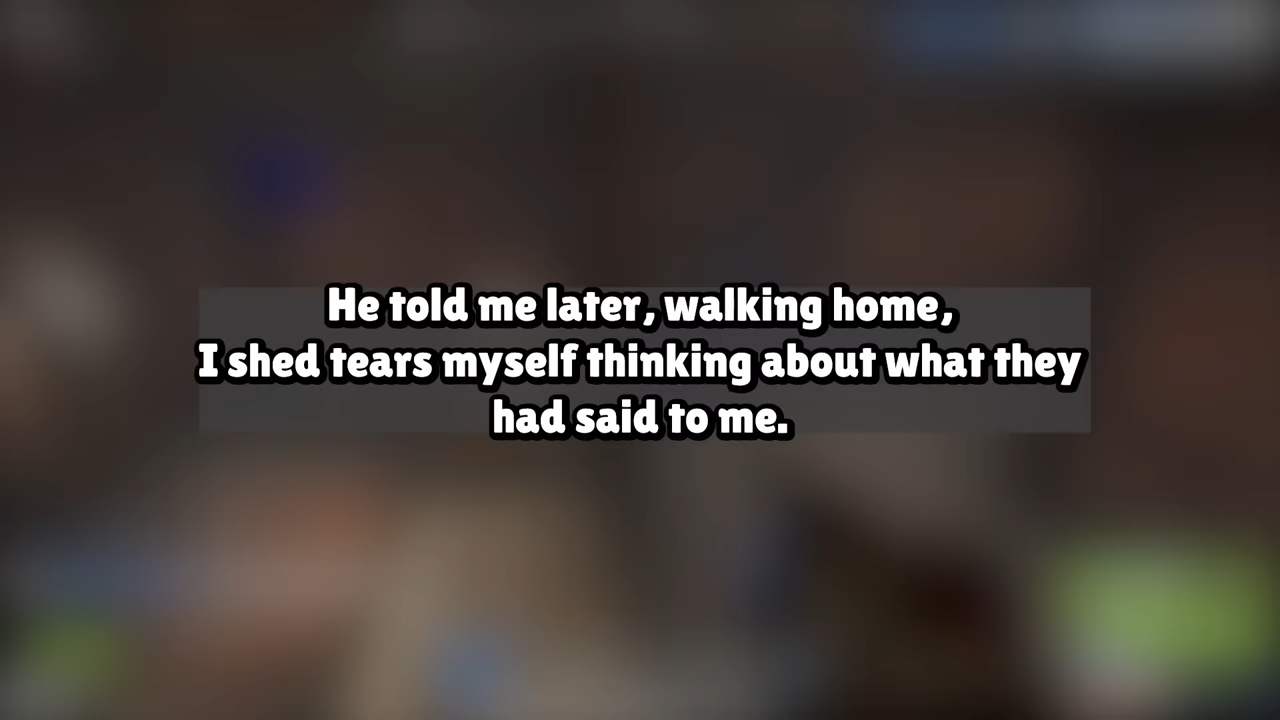 He told me later, walking home,
I shed tears myself thinking about what they
had said to me.